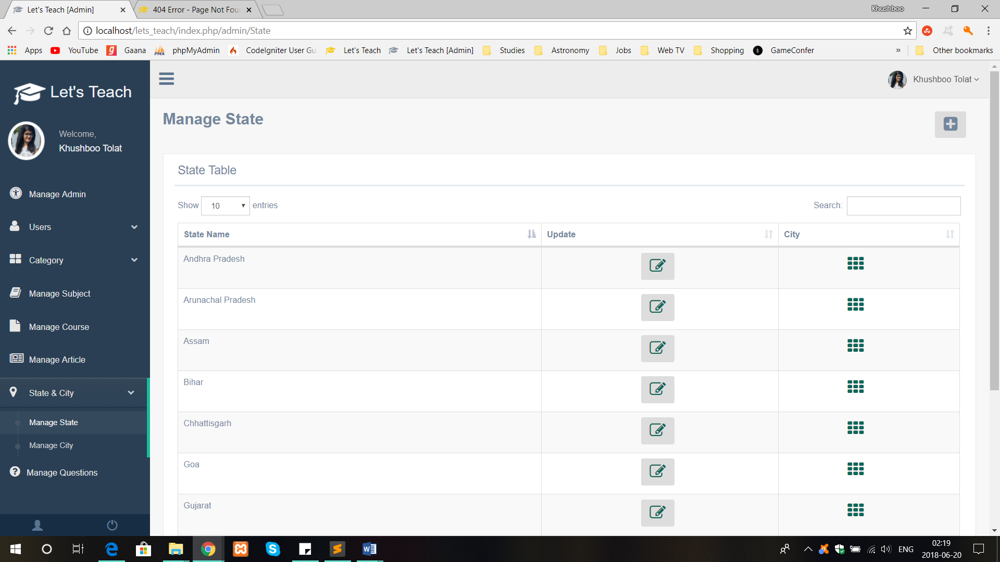 Let's Teach [Admin]
404 Error - Page Not Fou
Khushboo
localhost/lets_teach/index.php/admin/State
Apps
YouTube
Gaana
phpMyAdmin
CodeIgniter User Gu
Let's Teach
Let's Teach [Admin]
Studies
Astronomy
Jobs
Web TV
Shopping
GameConfer
»
Other bookmarks
Let's Teach
Khushboo Tolat
Welcome,
Khushboo Tolat
Manage Admin
Users
Category
Manage Subject
Manage Course
Manage Article
State & City
Manage State
Manage City
Manage Questions
Manage State
State Table
Show 10 entries
Search:
State Name
Update
City
Andhra Pradesh
Arunachal Pradesh
Assam
Bihar
Chhattisgarh
Goa
Gujarat
ENG
02:19
2018-06-20